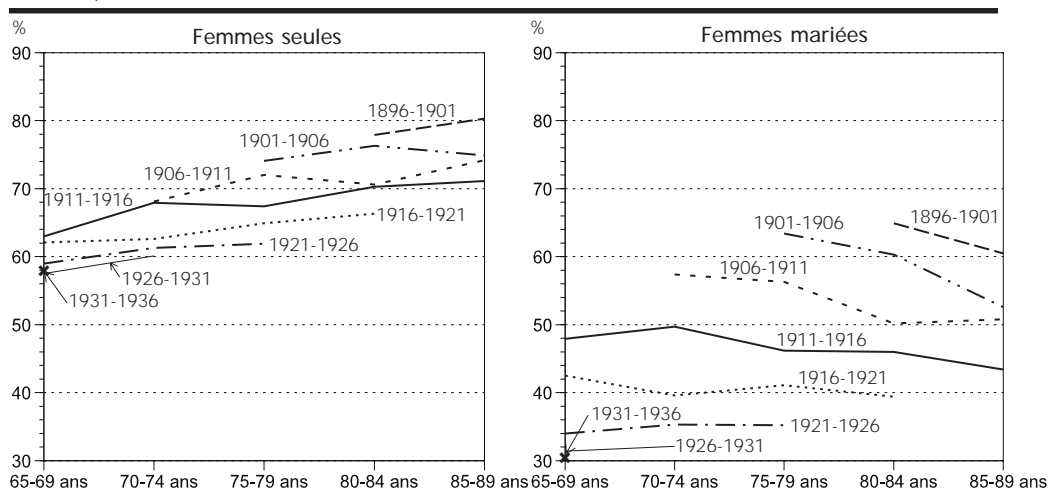 %
Femmes seules
90
80
70
60
50
40
30
1896-1901
1901-1906
1906-1911
1911-1916
1916-1921
1921-1926
1926-1931
1931-1936
65-69 ans
70-74 ans
75-79 ans
80-84 ans
85-89 ans
%
Femmes mariées
90
80
70
60
50
40
30
1896-1901
1901-1906
1906-1911
1911-1916
1916-1921
1931-1936
1921-1926
1926-1931
65-69 ans
70-74 ans
75-79 ans
80-84 ans
85-89 ans